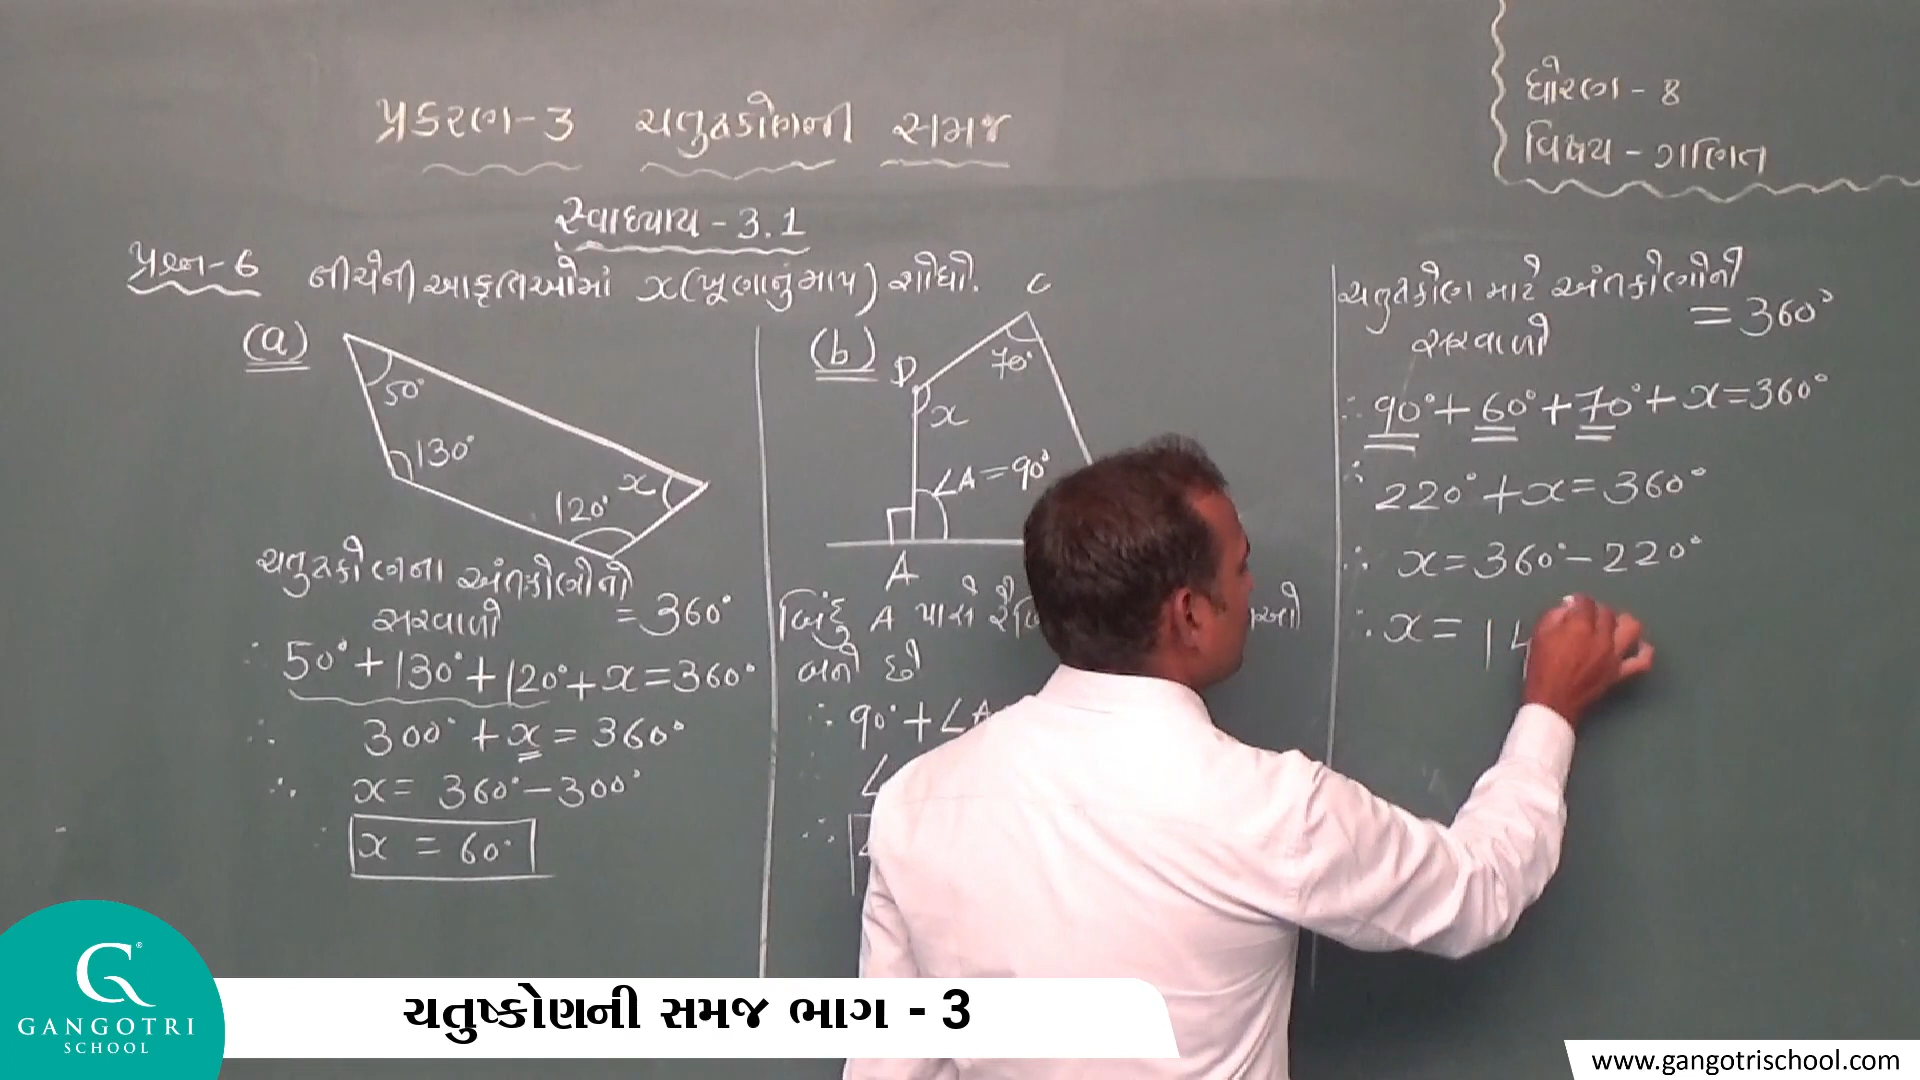 ધોરણ - 8
વિષય - ગણિત
પ્રકરણ-3 ચતુષ્કોણની સમજ
સ્વાધ્યાય - 3.1
પ્રશ્ન-6 નીચેની આકૃતિઓમાં x(ખૂણાનું માપ) શોધો.
(a)
50°
130°
120°
x
ચતુષ્કોણના અંતઃકોણોનો
સરવાળો = 360°
∴ 50° + 130° + 120° + x = 360°
∴ 300° + x = 360°
∴ x = 360° - 300°
x = 60°
(b)
C
D
70°
x
∠A = 90°
A
બિંદુ A પાસે
બને છે
∴ 90° + ∠A
∠
∴
ચતુષ્કોણ માટે અંતઃકોણોનો
સરવાળો = 360°
∴ 90° + 60° + 70° + x = 360°
∴ 220° + x = 360°
∴ x = 360° - 220°
∴ x = 14
G
GANGOTRI
SCHOOL
ચતુષ્કોણની સમજ ભાગ - 3
www.gangotrischool.com